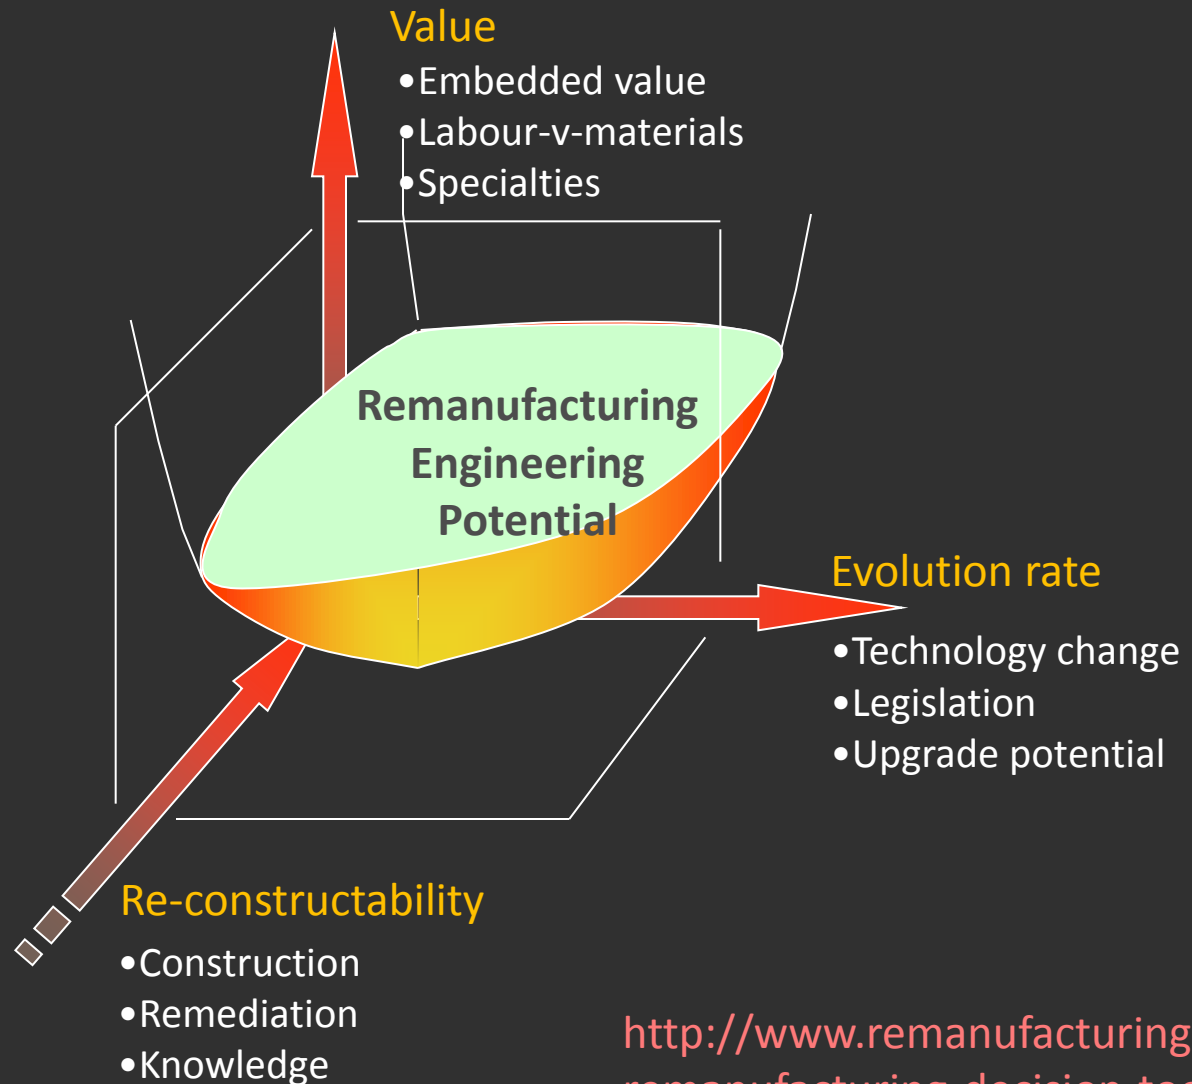 Value
•Embedded value
•Labour-v-materials
•Specialties
Remanufacturing
Engineering
Potential
Evolution rate
•Technology change
•Legislation
•Upgrade potential
Re-constructability
•Construction
•Remediation
•Knowledge
http://www.remanufacturing